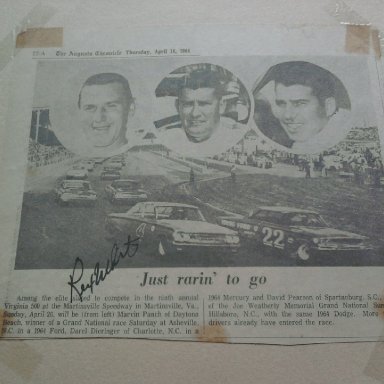 12-A The Augusta Chronicle Thursday, April 16, 1964
22
Just rarin' to go
Among the elite slated to compete in the ninth annual
Virginia 500 at the Martinsville Speedway in Martinsville, Va.,
Sunday, April 26, will be (from left) Marvin Panch of Daytona
Beach, winner of a Grand National race Saturday at Asheville,
N.C. in a 1964 Ford, Darel Dieringer of Charlotte, N.C. in a
1964 Mercury and David Pearson of Spartanburg, S.C.,
of the Joe Weatherly Memorial Grand National Sun
Hillsboro, N.C., with the same 1964 Dodge. More
drivers already have entered the race.